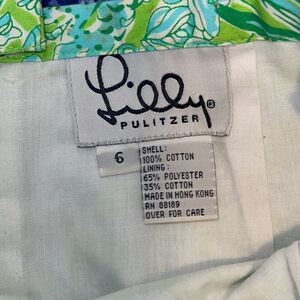 Lilly®
PULITZER
6
SHELL:
100% COTTON
LINING:
65% POLYESTER
35% COTTON
MADE IN HONG KONG
RN 88189
OVER FOR CARE